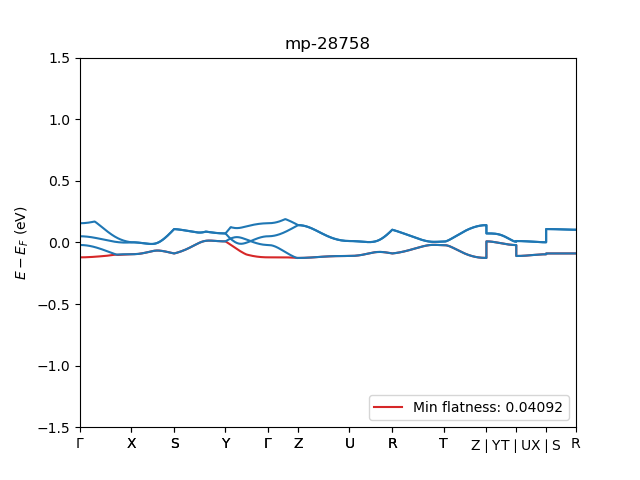 mp-28758
E − E_F (eV)
1.5
1.0
0.5
0.0
−0.5
−1.0
−1.5
Min flatness: 0.04092
Γ X S Y Γ Z U R T Z | YT | UX | S R